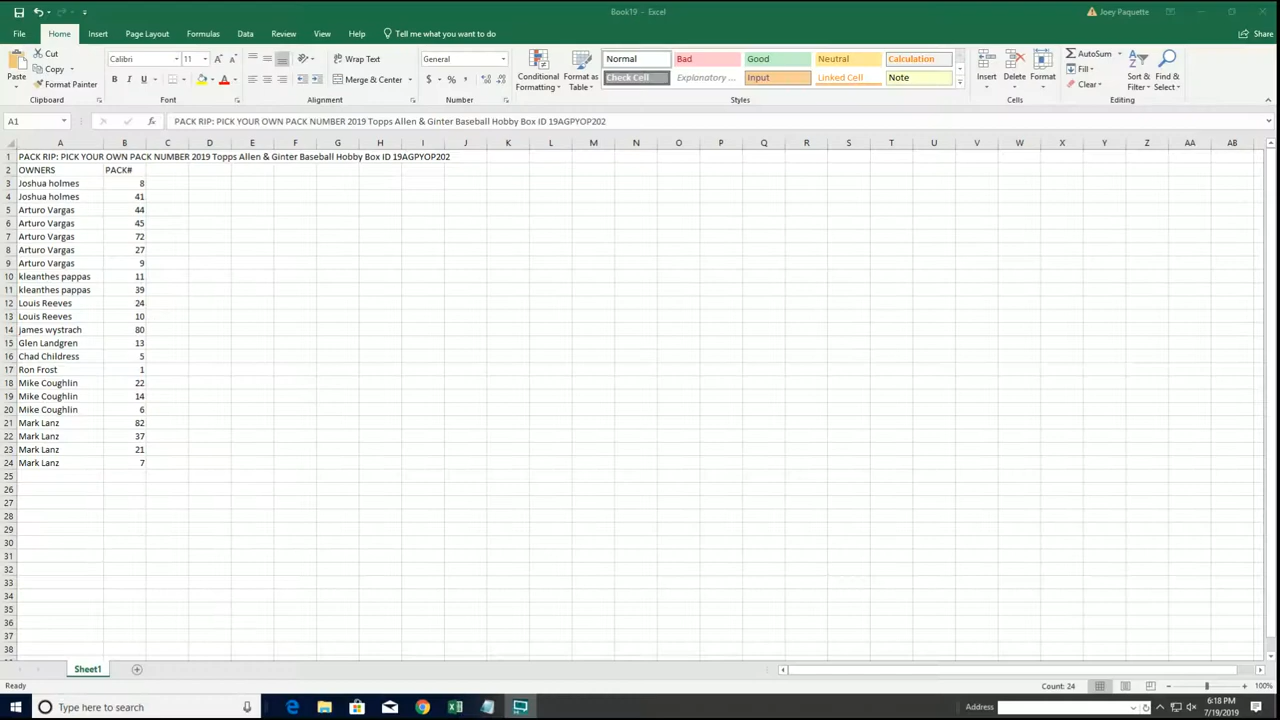 Book19 - Excel
Joey Paquette
File Home Insert Page Layout Formulas Data Review View Help Tell me what you want to do Share
Paste
Cut
Copy
Format Painter
Clipboard
Calibri 11
B I U
Font
Wrap Text
Merge & Center
Alignment
General
$ % ,
Number
Conditional Formatting
Format as Table
Normal Bad Good Neutral Calculation
Check Cell Explanatory ... Input Linked Cell Note
Styles
Insert Delete Format
Cells
AutoSum
Fill
Clear
Sort & Filter
Find & Select
Editing
A1 fx PACK RIP: PICK YOUR OWN PACK NUMBER 2019 Topps Allen & Ginter Baseball Hobby Box ID 19AGPYOP202
A B C D E F G H I J K L M N O P Q R S T U V W X Y Z AA AB
1 PACK RIP: PICK YOUR OWN PACK NUMBER 2019 Topps Allen & Ginter Baseball Hobby Box ID 19AGPYOP202
2 OWNERS PACK#
3 Joshua holmes 8
4 Joshua holmes 41
5 Arturo Vargas 44
6 Arturo Vargas 45
7 Arturo Vargas 72
8 Arturo Vargas 27
9 Arturo Vargas 9
10 kleanthes pappas 11
11 kleanthes pappas 39
12 Louis Reeves 24
13 Louis Reeves 10
14 james wystrach 80
15 Glen Landgren 13
16 Chad Childress 5
17 Ron Frost 1
18 Mike Coughlin 22
19 Mike Coughlin 14
20 Mike Coughlin 6
21 Mark Lanz 82
22 Mark Lanz 37
23 Mark Lanz 21
24 Mark Lanz 7
25
26
27
28
29
30
31
32
33
34
35
36
37
38
Sheet1
Ready Count: 24 100%
Type here to search Address 6:18 PM
7/19/2019